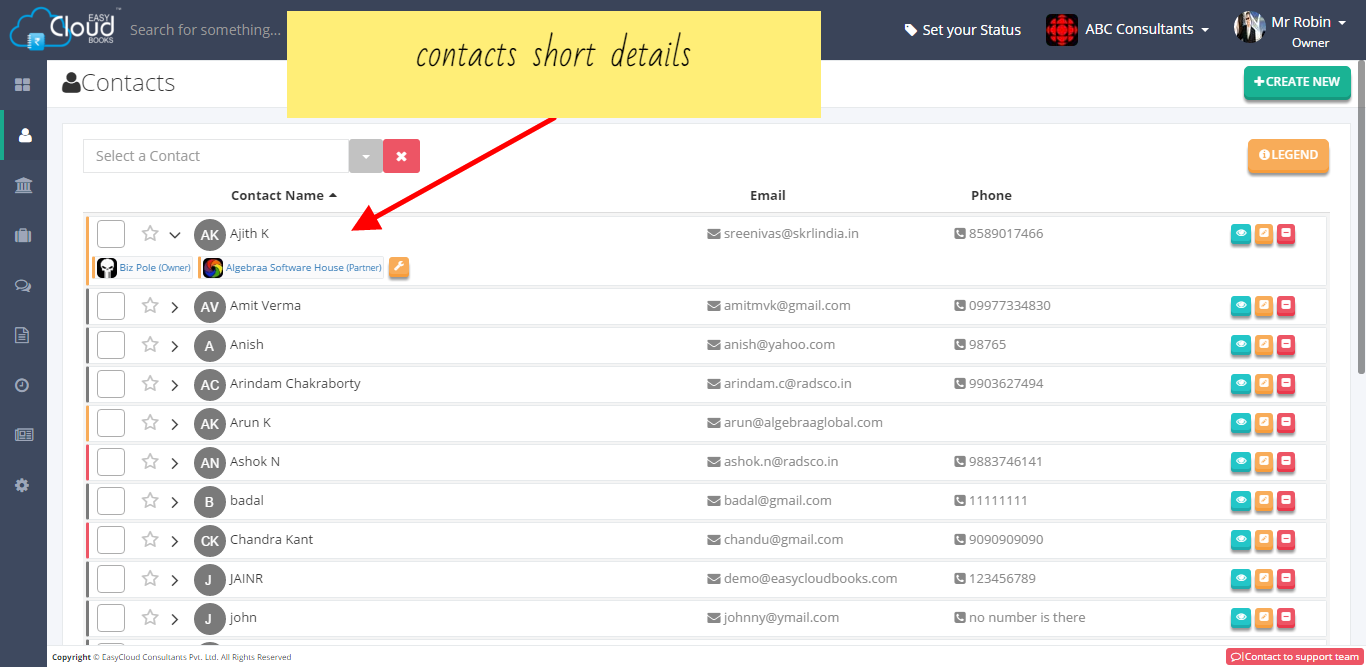 EASY
Cloud
BOOKS
™
Search for something...
contacts short details
Set your Status
ABC Consultants
Mr Robin
Owner
Contacts
CREATE NEW
Select a Contact
LEGEND
Contact Name Email Phone
AK Ajith K sreenivas@skrlindia.in 8589017466
Biz Pole (Owner) Algebraa Software House (Partner)
AV Amit Verma amitmvk@gmail.com 09977334830
A Anish anish@yahoo.com 98765
AC Arindam Chakraborty arindam.c@radsco.in 9903627494
AK Arun K arun@algebraaglobal.com
AN Ashok N ashok.n@radsco.in 9883746141
B badal badal@gmail.com 11111111
CK Chandra Kant chandu@gmail.com 9090909090
J JAINR demo@easycloudbooks.com 123456789
J john johnny@ymail.com no number is there
Copyright © EasyCloud Consultants Pvt. Ltd. All Rights Reserved
Contact to support team